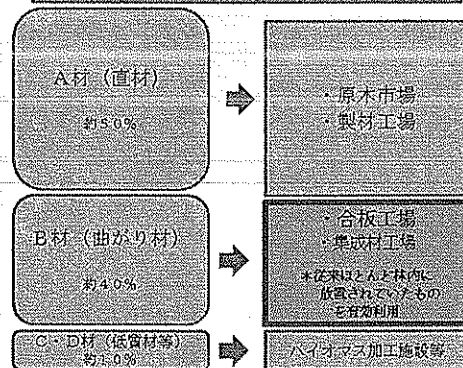 A材（直材）
約50%
・原木市場
・製材工場
B材（曲がり材）
約40%
・合板工場
・集成材工場
＊従来ほとんど林内に
放置されていたもの
を有効利用
C・D材（低質材等）
約10%
バイオマス加工施設等